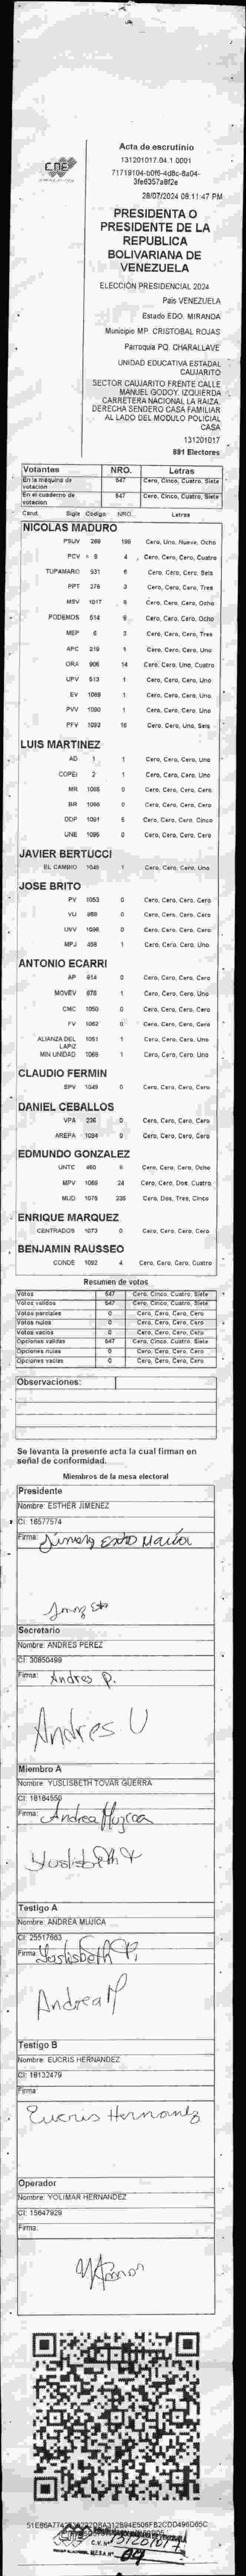 CNE
Acta de escrutinio
131201017.04.1.0001
71719104-b0f6-4d8c-8a04-
3fe6357a8f2e
28/07/2024 08:11:47 PM
PRESIDENTA O
PRESIDENTE DE LA
REPUBLICA
BOLIVARIANA DE
VENEZUELA
ELECCIÓN PRESIDENCIAL 2024
Pais VENEZUELA
Estado EDO. MIRANDA
Municipio MP. CRISTOBAL ROJAS
Parroquia PQ. CHARALLAVE
UNIDAD EDUCATIVA ESTADAL
CAUJARITO
SECTOR CAUJARITO FRENTE CALLE
MANUEL GODOY. IZQUIERDA
CARRETERA NACIONAL LA RAIZA.
DERECHA SENDERO CASA FAMILIAR
AL LADO DEL MODULO POLICIAL
CASA
131201017
891 Electores
Votantes NRO. Letras
En la máquina de
votación 547 Cero, Cinco, Cuatro, Siete
En el cuaderno de
votación 547 Cero, Cinco, Cuatro, Siete
Cand. Sigla Código NRO. Letras
NICOLAS MADURO
PSUV 269 198 Cero, Uno, Nueve, Ocho
PCV 9 4 Cero, Cero, Cero, Cuatro
TUPAMARO 931 6 Cero, Cero, Cero, Seis
PPT 276 3 Cero, Cero, Cero, Tres
MSV 1017 8 Cero, Cero, Cero, Ocho
PODEMOS 514 8 Cero, Cero, Cero, Ocho
MEP 6 3 Cero, Cero, Cero, Tres
APC 219 1 Cero, Cero, Cero, Uno
ORA 906 14 Cero, Cero, Uno, Cuatro
UPV 613 1 Cero, Cero, Cero, Uno
EV 1089 1 Cero, Cero, Cero, Uno
PVV 1090 1 Cero, Cero, Cero, Uno
PFV 1093 16 Cero, Cero, Uno, Seis
LUIS MARTINEZ
AD 1 1 Cero, Cero, Cero, Uno
COPEI 2 1 Cero, Cero, Cero, Uno
MR 1065 0 Cero, Cero, Cero, Cero
BR 1066 0 Cero, Cero, Cero, Cero
DDP 1091 5 Cero, Cero, Cero, Cinco
UNE 1095 0 Cero, Cero, Cero, Cero
JAVIER BERTUCCI
EL CAMBIO 1048 1 Cero, Cero, Cero, Uno
JOSE BRITO
PV 1053 0 Cero, Cero, Cero, Cero
VU 989 0 Cero, Cero, Cero, Cero
UVV 1096 0 Cero, Cero, Cero, Cero
MPJ 458 1 Cero, Cero, Cero, Uno
ANTONIO ECARRI
AP 914 0 Cero, Cero, Cero, Cero
MOVEV 978 1 Cero, Cero, Cero, Uno
CMC 1050 0 Cero, Cero, Cero, Cero
FV 1062 0 Cero, Cero, Cero, Cero
ALIANZA DEL
LAPIZ 1051 1 Cero, Cero, Cero, Uno
MIN UNIDAD 1069 1 Cero, Cero, Cero, Uno
CLAUDIO FERMIN
SPV 1049 0 Cero, Cero, Cero, Cero
DANIEL CEBALLOS
VPA 236 0 Cero, Cero, Cero, Cero
AREPA 1094 0 Cero, Cero, Cero, Cero
EDMUNDO GONZALEZ
UNTC 460 8 Cero, Cero, Cero, Ocho
MPV 1069 24 Cero, Cero, Dos, Cuatro
MUD 1076 235 Cero, Dos, Tres, Cinco
ENRIQUE MARQUEZ
CENTRADOS 1073 0 Cero, Cero, Cero, Cero
BENJAMIN RAUSSEO
CONDE 1092 4 Cero, Cero, Cero, Cuatro
Resumen de votos
Votos 547 Cero, Cinco, Cuatro, Siete
Votos validos 547 Cero, Cinco, Cuatro, Siete
Votos parciales 0 Cero, Cero, Cero, Cero
Votos nulos 0 Cero, Cero, Cero, Cero
Votos vacios 0 Cero, Cero, Cero, Cero
Opciones validas 547 Cero, Cinco, Cuatro, Siete
Opciones nulas 0 Cero, Cero, Cero, Cero
Opciones vacias 0 Cero, Cero, Cero, Cero
Observaciones:
Se levanta la presente acta la cual firman en
señal de conformidad.
Miembros de la mesa electoral
Presidente
Nombre: ESTHER JIMENEZ
CI: 16577574
Firma:
Secretario
Nombre: ANDRES PEREZ
CI: 30850499
Firma: Andres P.
Andres U
Miembro A
Nombre: YUSLISBETH TOVAR GUERRA
CI: 18184550
Firma: Andrea Mujica
Yuslisbeth
Testigo A
Nombre: ANDREA MUJICA
CI: 25517663
Firma: Yuslisbeth
Andrea M
Testigo B
Nombre: EUCRIS HERNANDEZ
CI: 18132479
Firma:
Eucris Hernandez
Operador
Nombre: YOLIMAR HERNANDEZ
CI: 15647929
Firma:
131201017
MESA Nº 04